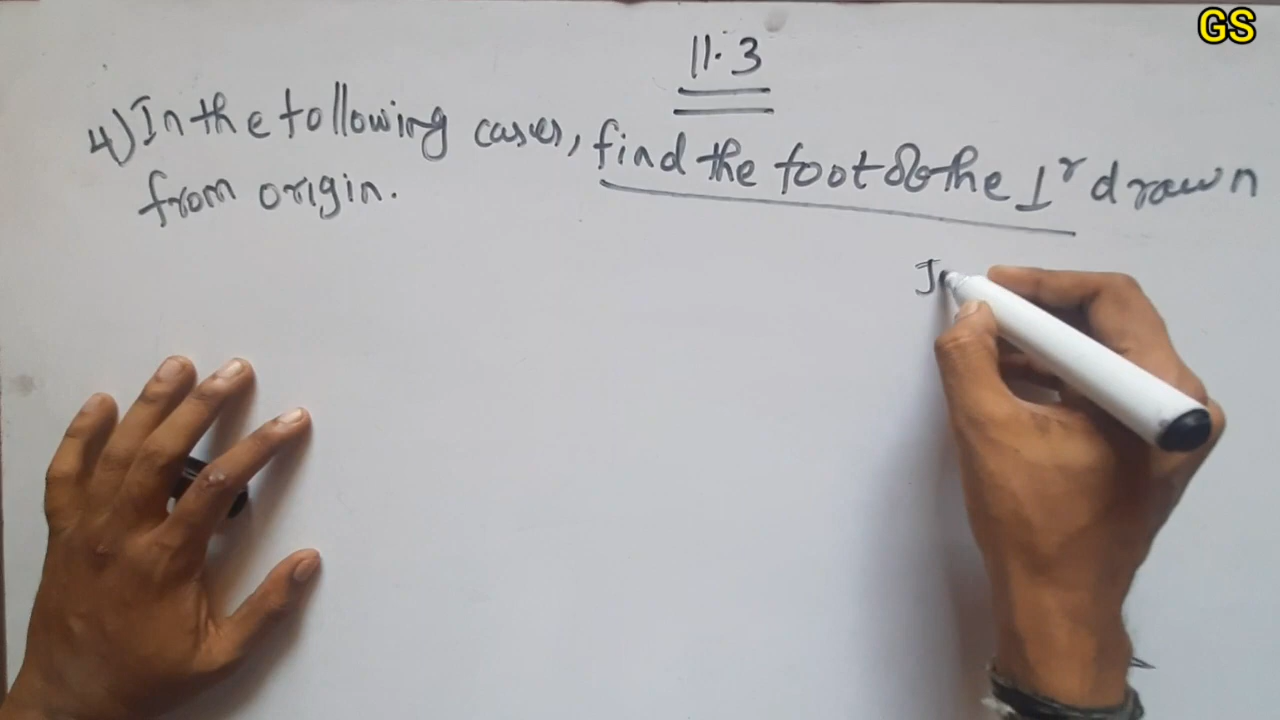 GS
11.3
4) In the following cases, find the foot of the ⊥r drawn
from origin.